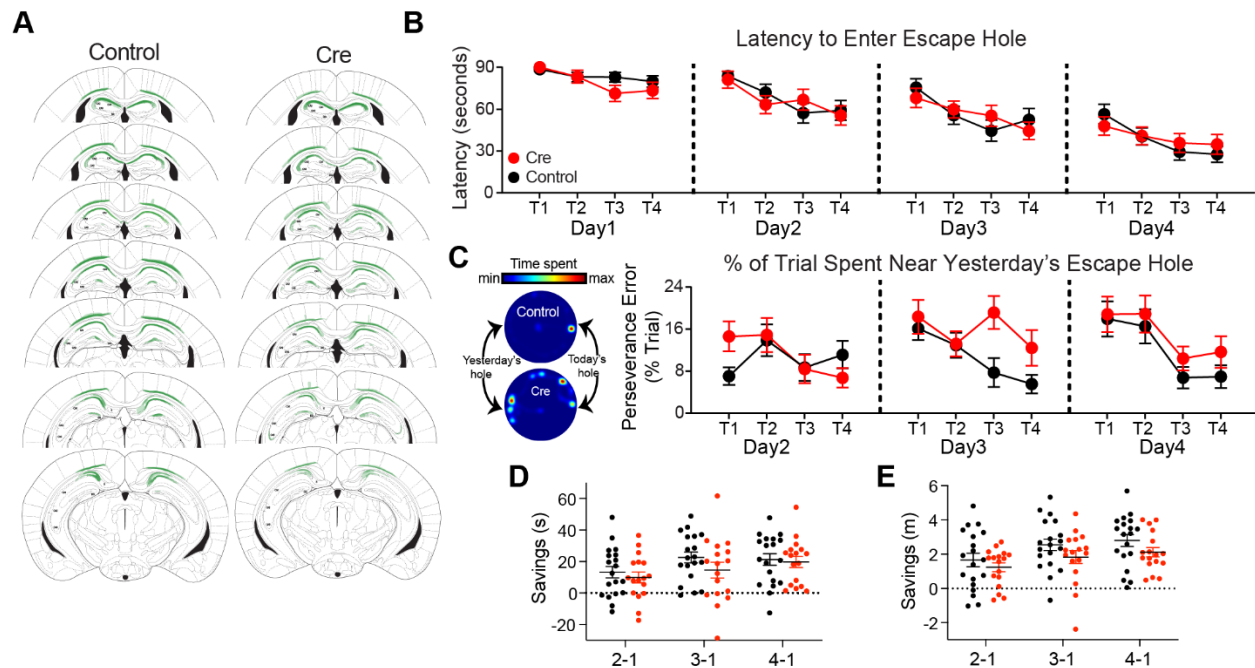 A
Control
Cre
B
Latency to Enter Escape Hole
Latency (seconds)
90
60
30
0
Cre
Control
T1 T2 T3 T4
Day1
T1 T2 T3 T4
Day2
T1 T2 T3 T4
Day3
T1 T2 T3 T4
Day4
C
Time spent
min max
Control
Yesterday's
hole
Today's
hole
Cre
% of Trial Spent Near Yesterday's Escape Hole
Perseverance Error
(% Trial)
24
16
8
0
T1 T2 T3 T4
Day2
T1 T2 T3 T4
Day3
T1 T2 T3 T4
Day4
D
Savings (s)
60
40
20
0
-20
2-1 3-1 4-1
E
Savings (m)
6
4
2
0
-2
2-1 3-1 4-1